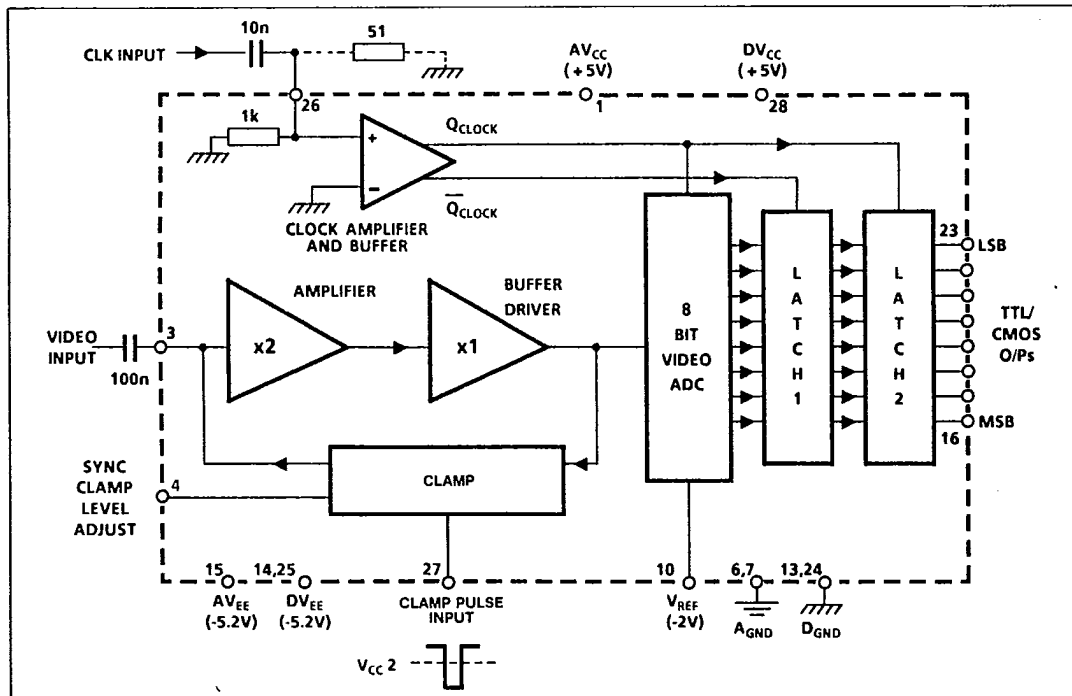 CLK INPUT
10n
51
AVCC
(+5V)
1
DVCC
(+5V)
28
26
1k
+
−
QCLOCK
Q̅CLOCK
CLOCK AMPLIFIER
AND BUFFER
AMPLIFIER
BUFFER
DRIVER
VIDEO
INPUT
100n
3
x2
x1
8
BIT
VIDEO
ADC
LATCH1
LATCH2
23
LSB
TTL/
CMOS
O/Ps
16
MSB
CLAMP
SYNC
CLAMP
LEVEL
ADJUST
4
15
AVEE
(-5.2V)
14,25
DVEE
(-5.2V)
27
CLAMP PULSE
INPUT
VCC 2
10
VREF
(-2V)
6,7
AGND
13,24
DGND